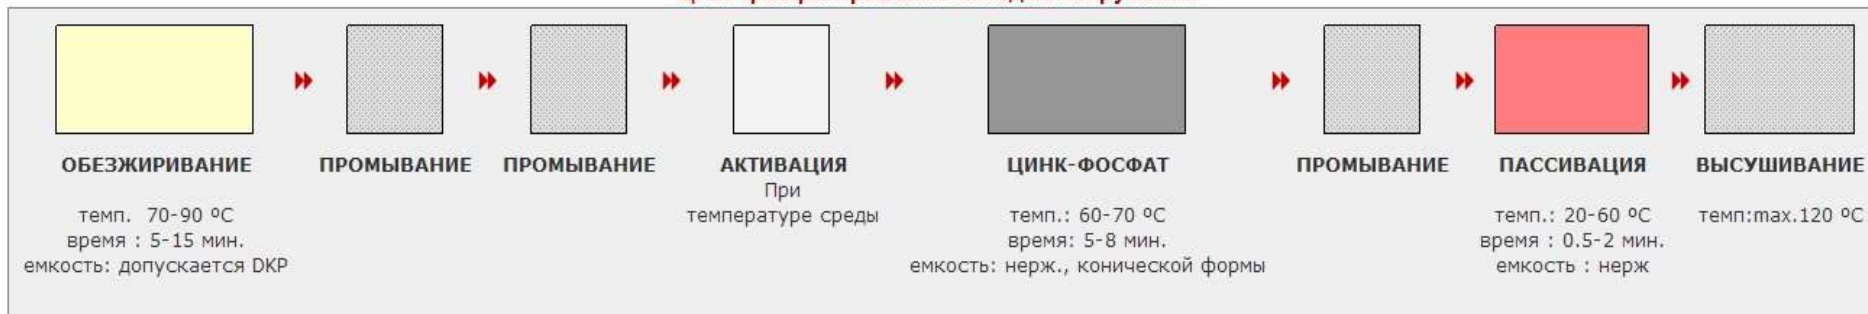 ОБЕЗЖИРИВАНИЕ
темп. 70-90 ºC
время : 5-15 мин.
емкость: допускается DKP
ПРОМЫВАНИЕ
ПРОМЫВАНИЕ
АКТИВАЦИЯ
При
температуре среды
ЦИНК-ФОСФАТ
темп.: 60-70 ºC
время: 5-8 мин.
емкость: нерж., конической формы
ПРОМЫВАНИЕ
ПАССИВАЦИЯ
темп.: 20-60 ºC
время : 0.5-2 мин.
емкость : нерж
ВЫСУШИВАНИЕ
темп:max.120 ºC